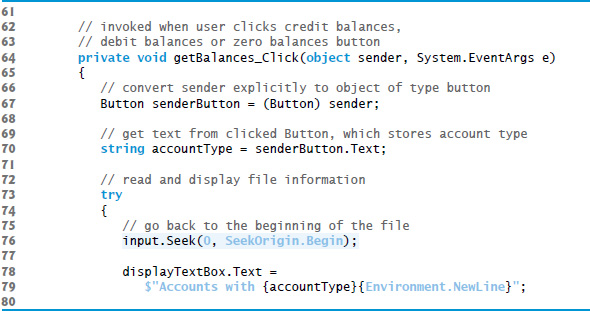 61
62 // invoked when user clicks credit balances,
63 // debit balances or zero balances button
64 private void getBalances_Click(object sender, System.EventArgs e)
65 {
66 // convert sender explicitly to object of type button
67 Button senderButton = (Button) sender;
68
69 // get text from clicked Button, which stores account type
70 string accountType = senderButton.Text;
71
72 // read and display file information
73 try
74 {
75 // go back to the beginning of the file
76 input.Seek(0, SeekOrigin.Begin);
77
78 displayTextBox.Text =
79 $"Accounts with {accountType}{Environment.NewLine}";
80